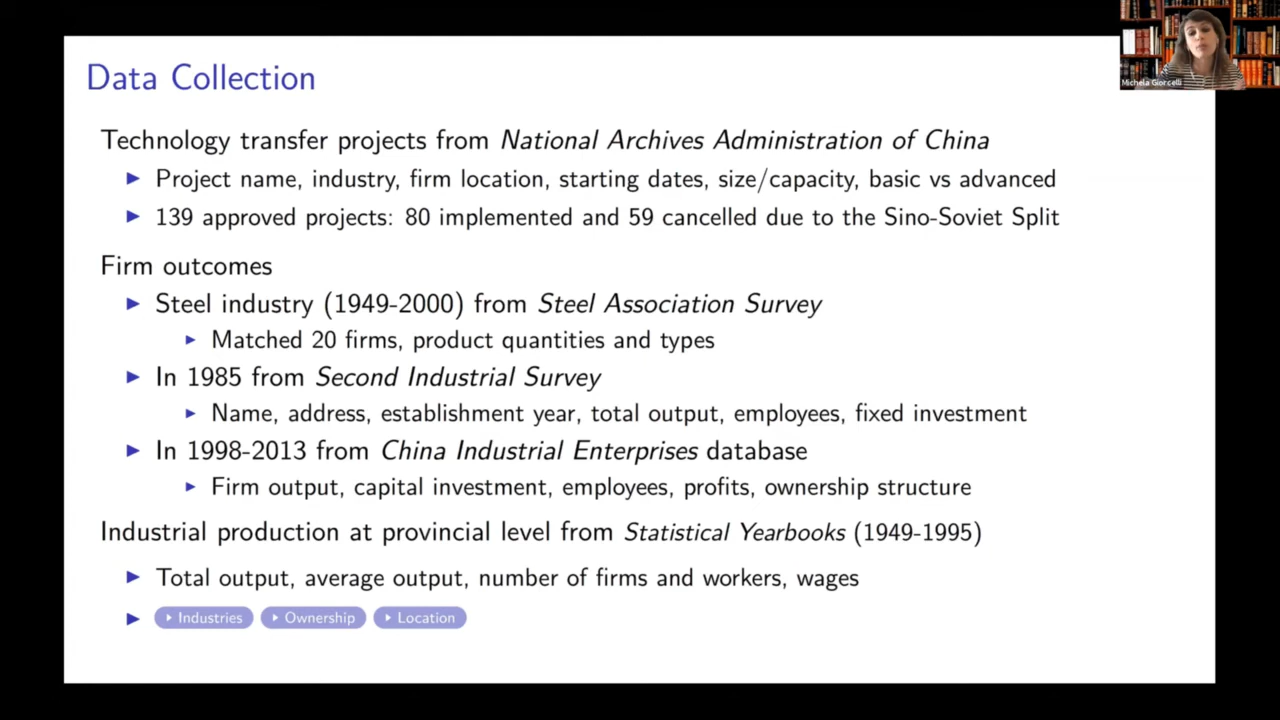 Data Collection
Technology transfer projects from National Archives Administration of China
Project name, industry, firm location, starting dates, size/capacity, basic vs advanced
139 approved projects: 80 implemented and 59 cancelled due to the Sino-Soviet Split
Firm outcomes
Steel industry (1949-2000) from Steel Association Survey
Matched 20 firms, product quantities and types
In 1985 from Second Industrial Survey
Name, address, establishment year, total output, employees, fixed investment
In 1998-2013 from China Industrial Enterprises database
Firm output, capital investment, employees, profits, ownership structure
Industrial production at provincial level from Statistical Yearbooks (1949-1995)
Total output, average output, number of firms and workers, wages
Industries Ownership Location
Michela Giorcelli